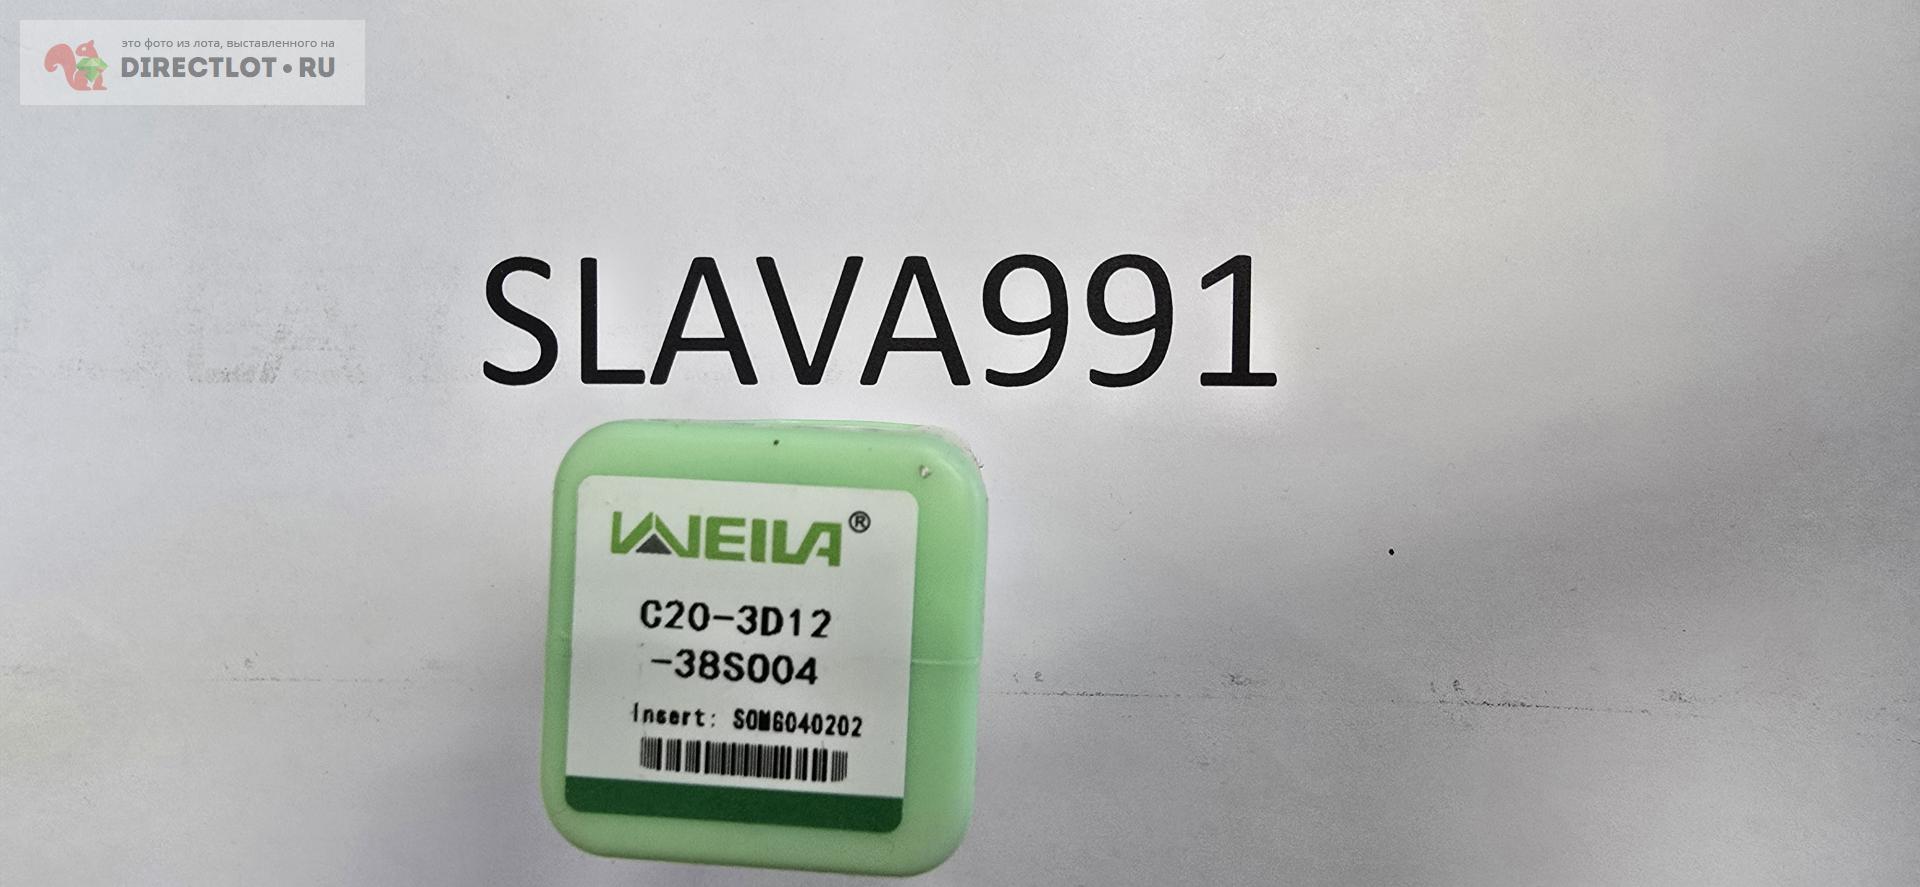 это фото из лота, выставленного на
DIRECTLOT•RU
SLAVA991
WEILA®
C20-3D12
-38S004
Insert: SOMG040202